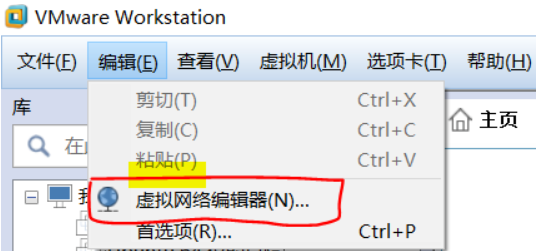 VMware Workstation
文件(F) 编辑(E) 查看(V) 虚拟机(M) 选项卡(T) 帮助(H)
库
剪切(T) Ctrl+X
主页
复制(C) Ctrl+C
在
粘贴(P) Ctrl+V
我
虚拟网络编辑器(N)...
首选项(R)... Ctrl+P